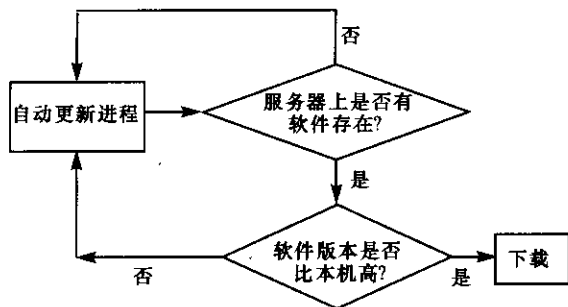 否
自动更新进程
服务器上是否有
软件存在?
是
软件版本是否
比本机高?
否
是
下载